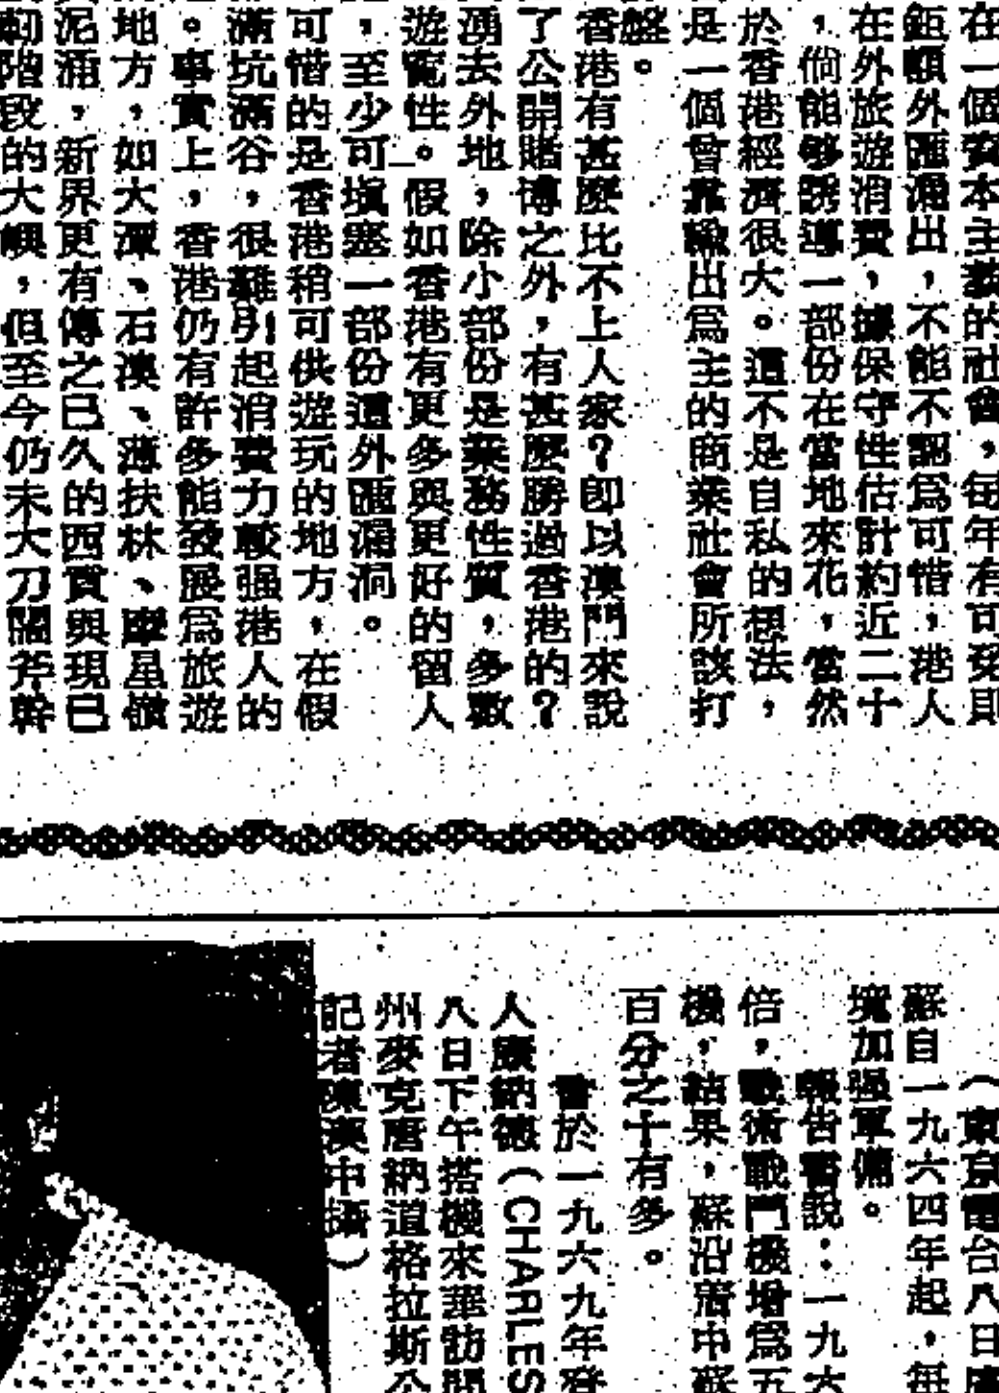 在一個資本主義的社會，每年有可
鉅額外匯漏出，不能不認爲可惜，港人
在外旅遊消費，據保守性估計約近二十
，倘能够誘導一部份在當地來花，當然
於香港經濟很大。這不是自私的想法，
是一個曾靠輸出爲主的商業社會所該打
盤。
香港有甚麼比不上人家？卽以澳門來說
了公開賭博之外，有甚麼勝過香港的？
湧去外地，除小部份是業務性質，多數
遊寬性。假如香港有更多與更好的留人
，至少可塡塞一部份這外匯漏洞。
可惜的是香港稍可供遊玩的地方，在假
滿坑滿谷，很難引起消費力較强港人的
。事實上，香港仍有許多能發展爲旅遊
地方，如大潭、石澳、薄扶林、摩星嶺
泥涌，新界更有傳之已久的西貢與現已
初階段的大嶼，但至今仍未大刀闊斧幹
（東京電台八日
蘇自一九六四年起，每
境加强軍備。
報告書說：一九六
倍，戰術戰鬥機增爲五
機，結果，蘇沿唐中蘇
百分之十有多。
曾於一九六九年登
人康納德（CHARLES
八日下午搭機來菲訪問
州麥克唐納道格拉斯公
記者陳漢中攝）